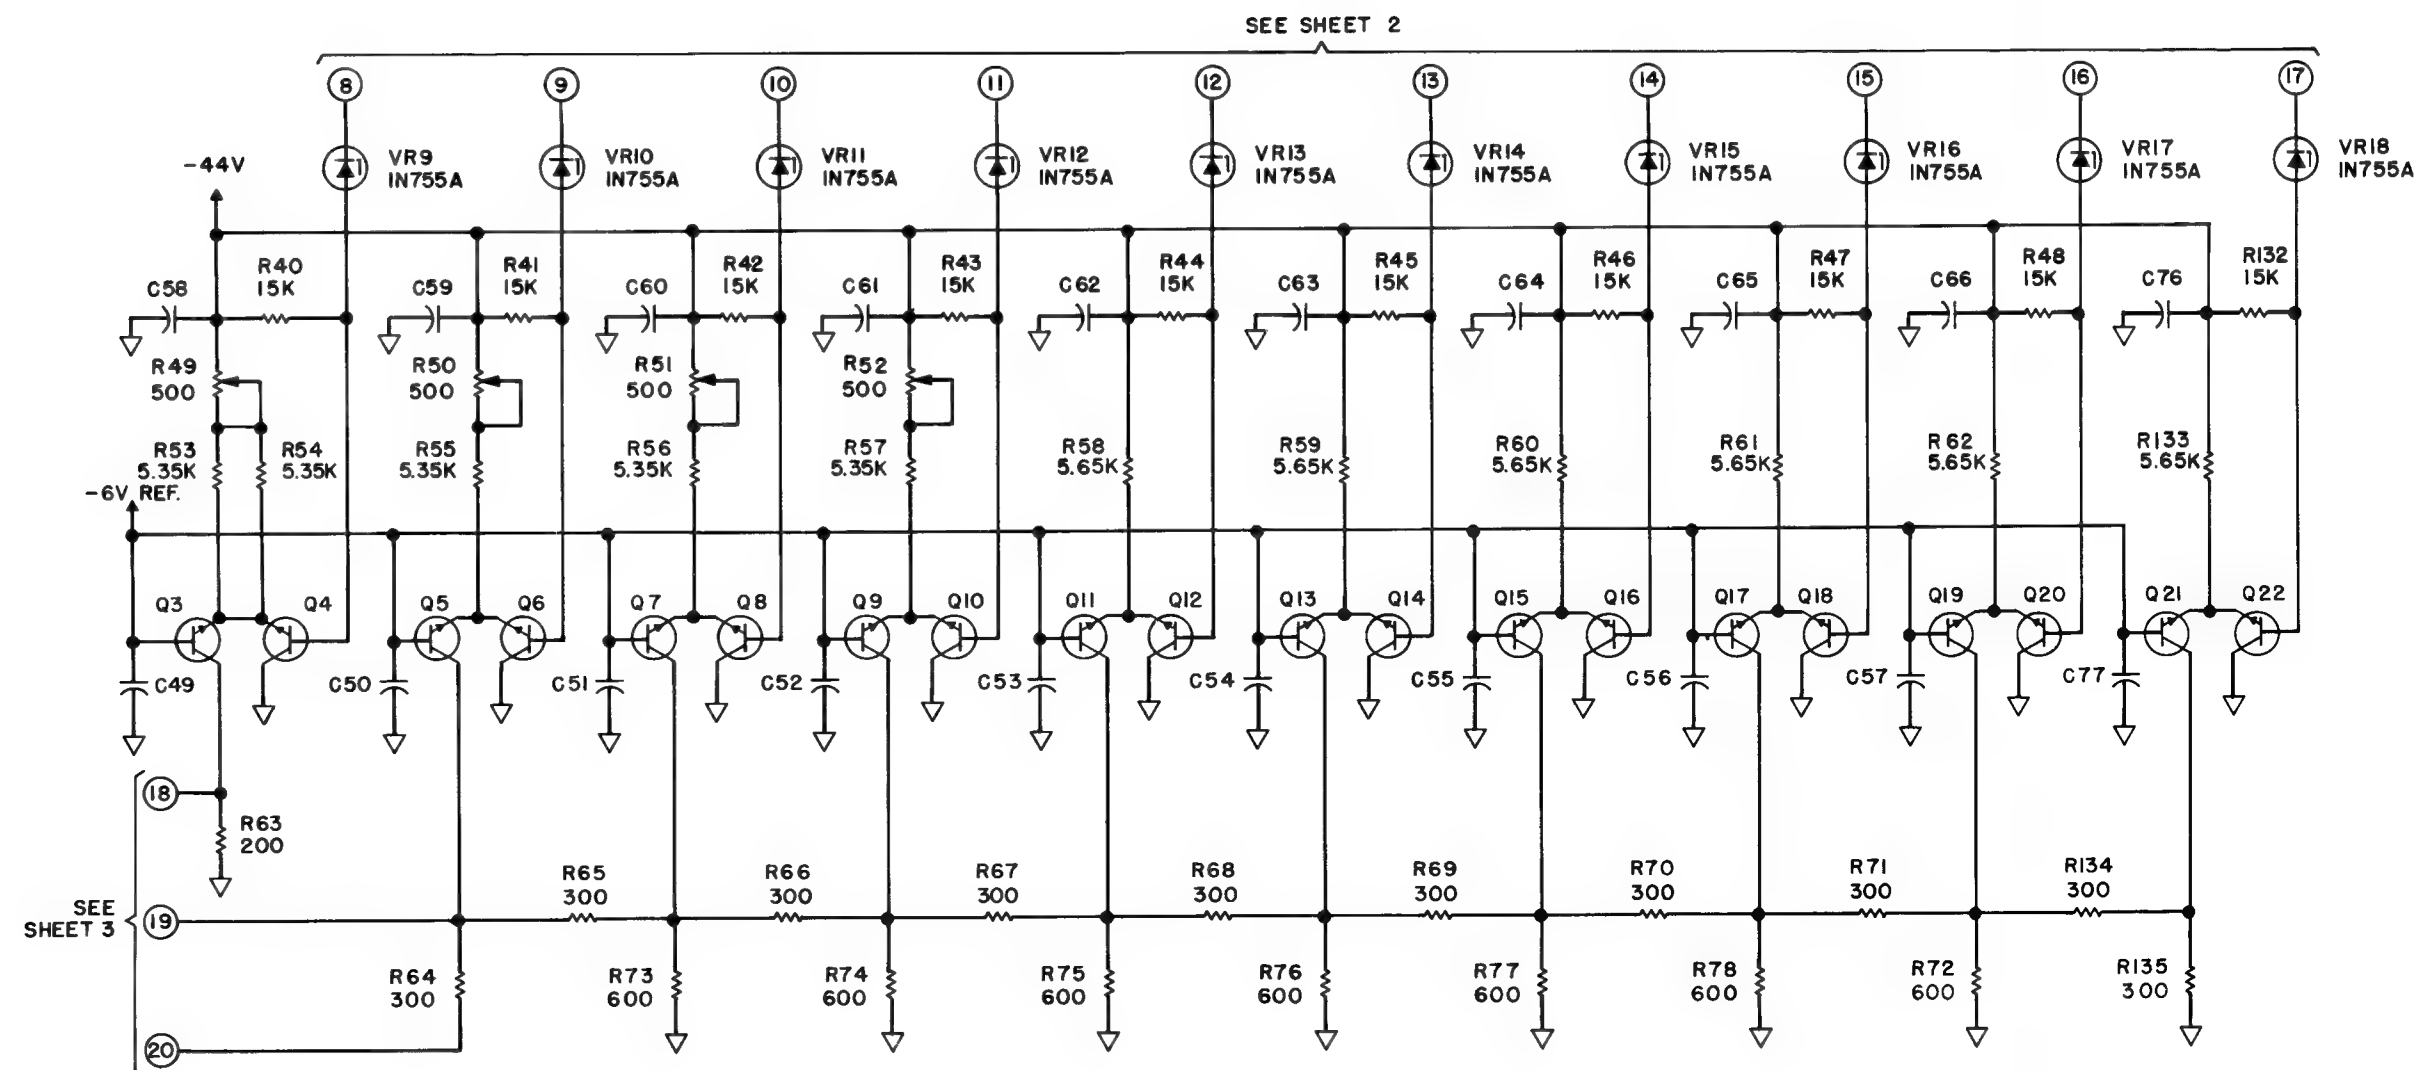 SEE SHEET 2
8 9 10 11 12 13 14 15 16 17
-44V
VR9
IN755A
VR10
IN755A
VR11
IN755A
VR12
IN755A
VR13
IN755A
VR14
IN755A
VR15
IN755A
VR16
IN755A
VR17
IN755A
VR18
IN755A
C58
R40
15K
C59
R41
15K
C60
R42
15K
C61
R43
15K
C62
R44
15K
C63
R45
15K
C64
R46
15K
C65
R47
15K
C66
R48
15K
C76
R132
15K
R49
500
R50
500
R51
500
R52
500
R53
5.35K
R54
5.35K
R55
5.35K
R56
5.35K
R57
5.35K
R58
5.65K
R59
5.65K
R60
5.65K
R61
5.65K
R62
5.65K
R133
5.65K
-6V REF.
Q3 Q4 Q5 Q6 Q7 Q8 Q9 Q10 Q11 Q12 Q13 Q14 Q15 Q16 Q17 Q18 Q19 Q20 Q21 Q22
C49 C50 C51 C52 C53 C54 C55 C56 C57 C77
18
R63
200
SEE
SHEET 3
19
R65
300
R66
300
R67
300
R68
300
R69
300
R70
300
R71
300
R134
300
R64
300
R73
600
R74
600
R75
600
R76
600
R77
600
R78
600
R72
600
R135
300
20